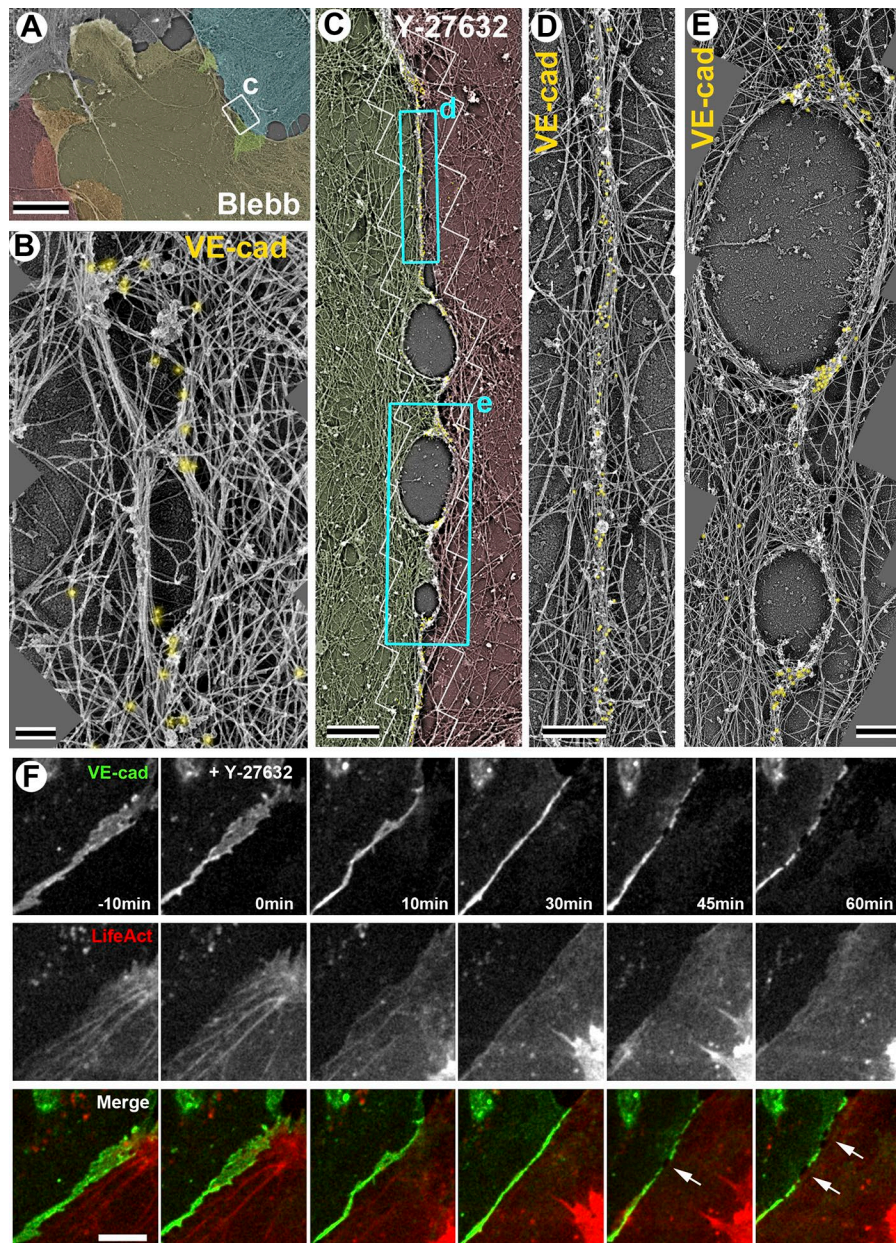 A
C
Blebb
B
VE-cad
C
Y-27632
d
e
D
VE-cad
E
VE-cad
F
VE-cad
+ Y-27632
-10min
0min
10min
30min
45min
60min
LifeAct
Merge